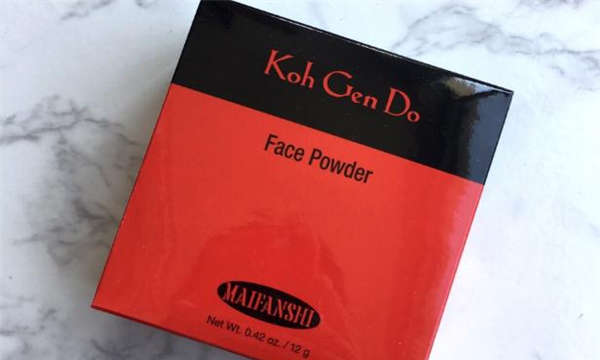 Koh Gen Do
Face Powder
MAIFANSHI
Net Wt. 0.42 oz. / 12 g